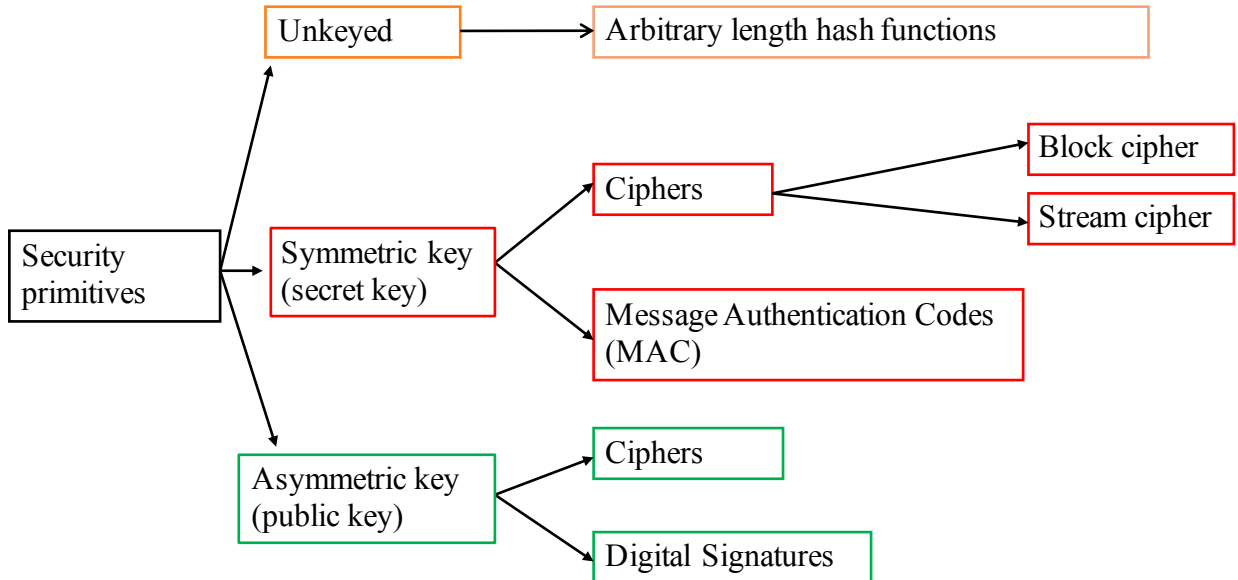 Unkeyed
Arbitrary length hash functions
Block cipher
Ciphers
Stream cipher
Security
primitives
Symmetric key
(secret key)
Message Authentication Codes
(MAC)
Ciphers
Asymmetric key
(public key)
Digital Signatures